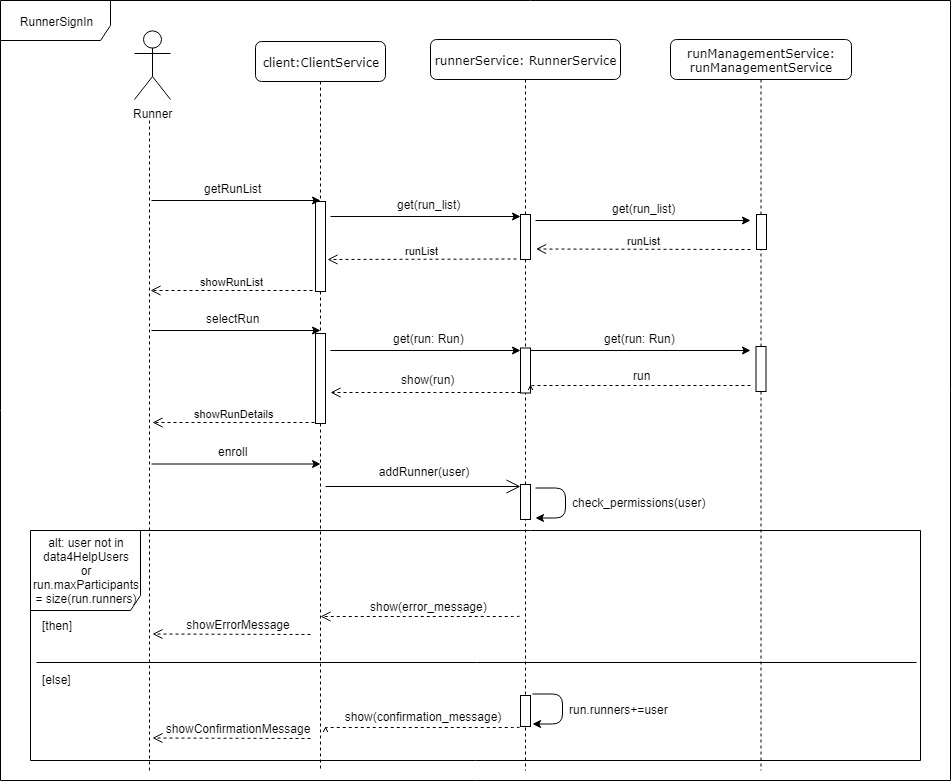 RunnerSignIn
client:ClientService
runnerService: RunnerService
runManagementService:
runManagementService
Runner
getRunList
get(run_list)
get(run_list)
runList
runList
showRunList
selectRun
get(run: Run)
get(run: Run)
run
show(run)
showRunDetails
enroll
addRunner(user)
check_permissions(user)
alt: user not in
data4HelpUsers
or
run.maxParticipants
= size(run.runners)
show(error_message)
[then]
showErrorMessage
[else]
run.runners+=user
show(confirmation_message)
showConfirmationMessage